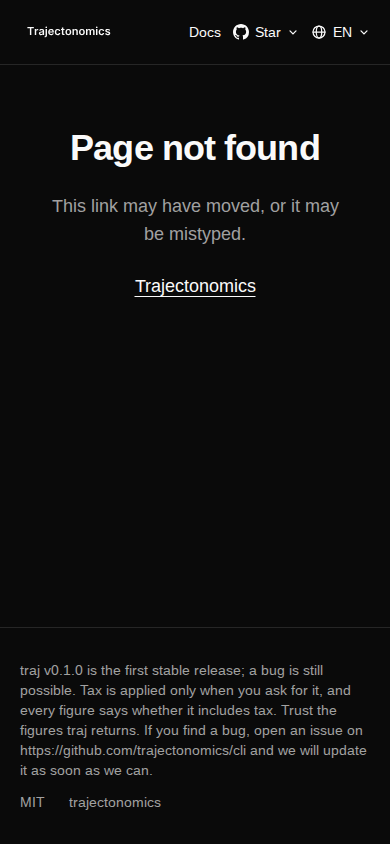 Trajectonomics
Docs Star EN
Page not found
This link may have moved, or it may
be mistyped.
Trajectonomics
traj v0.1.0 is the first stable release; a bug is still
possible. Tax is applied only when you ask for it, and
every figure says whether it includes tax. Trust the
figures traj returns. If you find a bug, open an issue on
https://github.com/trajectonomics/cli and we will update
it as soon as we can.
MIT trajectonomics